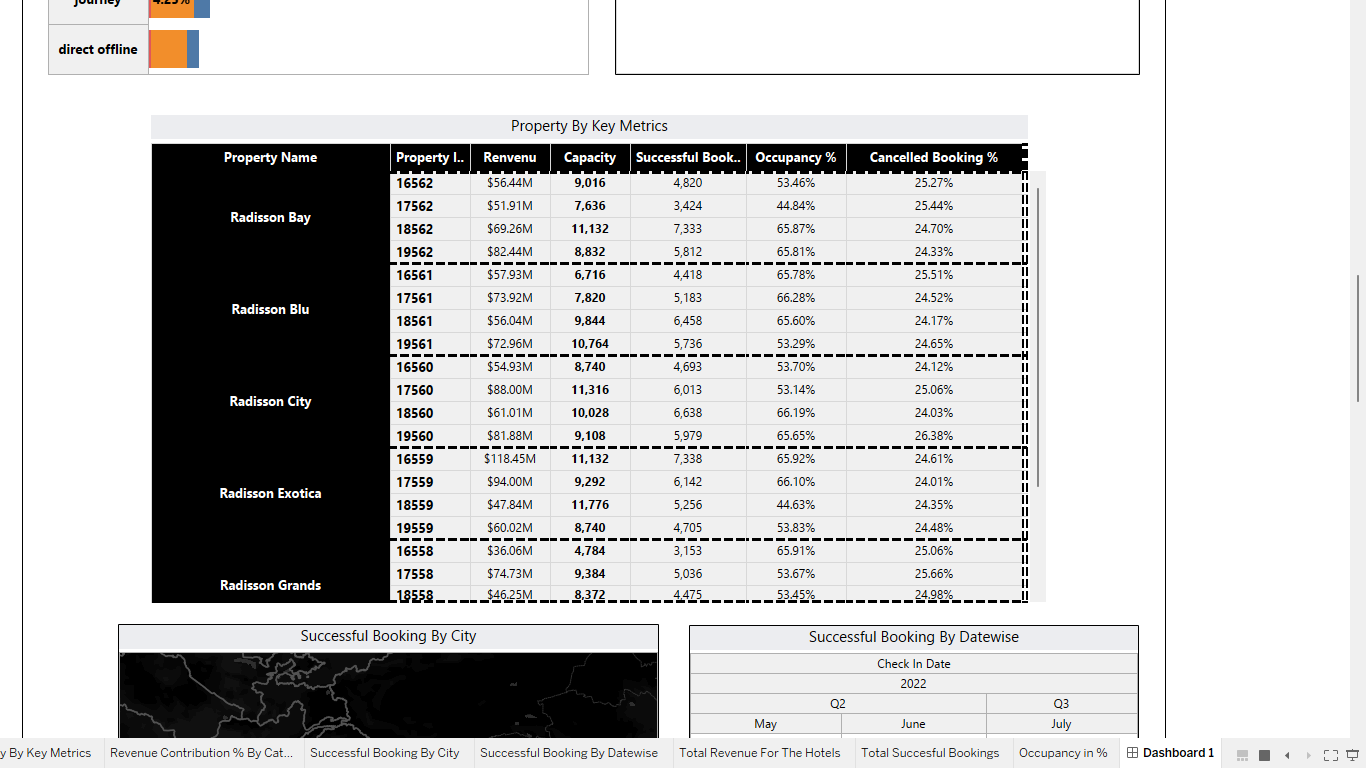 journey 4.25%
direct offline
Property By Key Metrics
Property Name Property I.. Renvenu Capacity Successful Book.. Occupancy % Cancelled Booking %
Radisson Bay
16562 $56.44M 9,016 4,820 53.46% 25.27%
17562 $51.91M 7,636 3,424 44.84% 25.44%
18562 $69.26M 11,132 7,333 65.87% 24.70%
19562 $82.44M 8,832 5,812 65.81% 24.33%
Radisson Blu
16561 $57.93M 6,716 4,418 65.78% 25.51%
17561 $73.92M 7,820 5,183 66.28% 24.52%
18561 $56.04M 9,844 6,458 65.60% 24.17%
19561 $72.96M 10,764 5,736 53.29% 24.65%
Radisson City
16560 $54.93M 8,740 4,693 53.70% 24.12%
17560 $88.00M 11,316 6,013 53.14% 25.06%
18560 $61.01M 10,028 6,638 66.19% 24.03%
19560 $81.88M 9,108 5,979 65.65% 26.38%
Radisson Exotica
16559 $118.45M 11,132 7,338 65.92% 24.61%
17559 $94.00M 9,292 6,142 66.10% 24.01%
18559 $47.84M 11,776 5,256 44.63% 24.35%
19559 $60.02M 8,740 4,705 53.83% 24.48%
Radisson Grands
16558 $36.06M 4,784 3,153 65.91% 25.06%
17558 $74.73M 9,384 5,036 53.67% 25.66%
18558 $46.25M 8,372 4,475 53.45% 24.98%
Successful Booking By City
Successful Booking By Datewise
Check In Date
2022
Q2 Q3
May June July
y By Key Metrics Revenue Contribution % By Cat... Successful Booking By City Successful Booking By Datewise Total Revenue For The Hotels Total Succesful Bookings Occupancy in % Dashboard 1